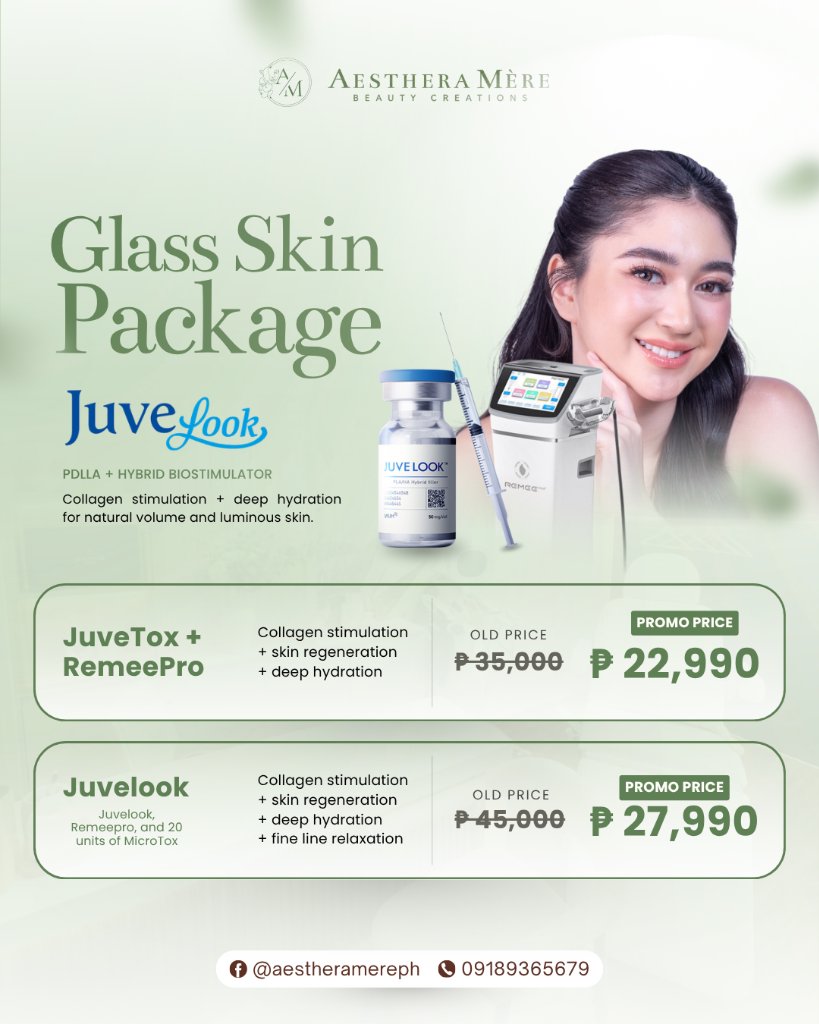 A/M
AESTHERA MÈRE
BEAUTY CREATIONS
Glass Skin
Package
JUVELook
PDLLA + HYBRID BIOSTIMULATOR
Collagen stimulation + deep hydration
for natural volume and luminous skin.
JUVE LOOK™
REMEE
JuveTox +
RemeePro
Collagen stimulation
+ skin regeneration
+ deep hydration
OLD PRICE
₱ 35,000
PROMO PRICE
₱ 22,990
Juvelook
Juvelook,
Remeepro, and 20
units of MicroTox
Collagen stimulation
+ skin regeneration
+ deep hydration
+ fine line relaxation
OLD PRICE
₱ 45,000
PROMO PRICE
₱ 27,990
@aestheramereph 09189365679